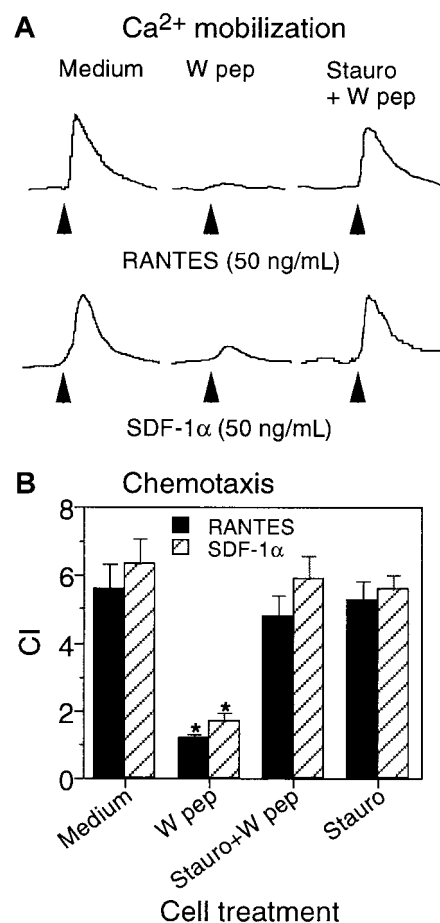 A Ca²⁺ mobilization
Medium W pep Stauro
+ W pep
RANTES (50 ng/mL)
SDF-1α (50 ng/mL)
B Chemotaxis
8
RANTES
SDF-1α
6
4
CI
2
* *
0
Medium W pep Stauro+W pep Stauro
Cell treatment